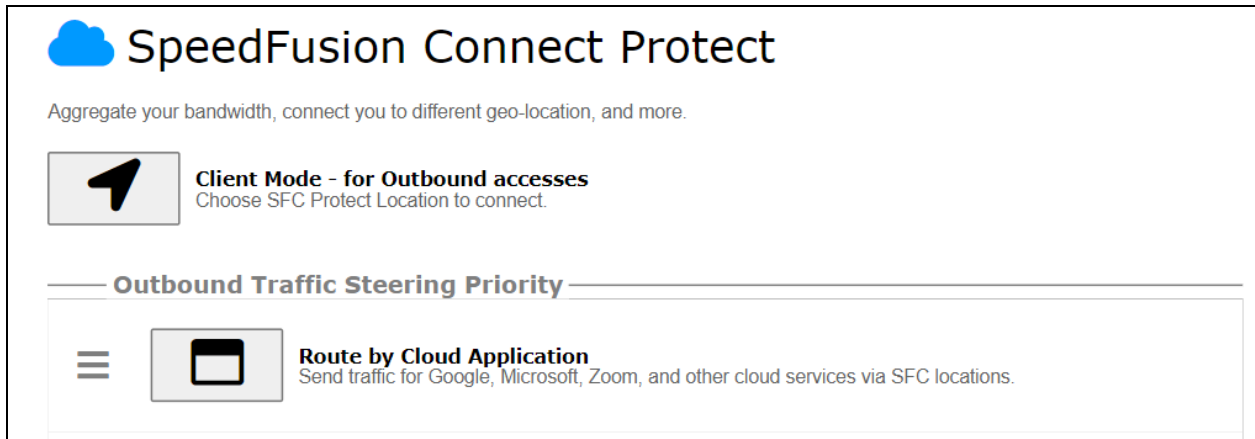 SpeedFusion Connect Protect
Aggregate your bandwidth, connect you to different geo-location, and more.
Client Mode - for Outbound accesses
Choose SFC Protect Location to connect.
Outbound Traffic Steering Priority
Route by Cloud Application
Send traffic for Google, Microsoft, Zoom, and other cloud services via SFC locations.